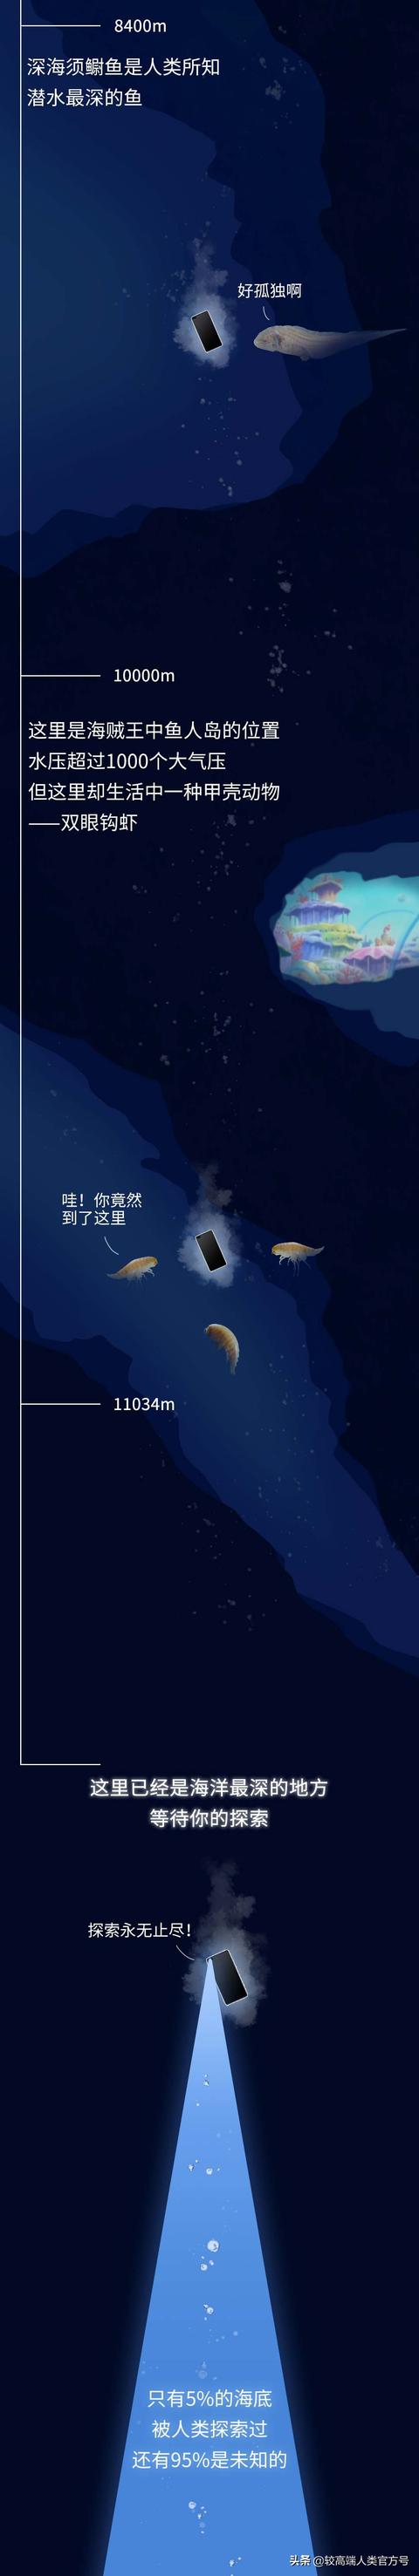 8400m
深海须鳚鱼是人类所知
潜水最深的鱼
好孤独啊
10000m
这里是海贼王中鱼人岛的位置
水压超过1000个大气压
但这里却生活中一种甲壳动物
——双眼钩虾
哇！你竟然
到了这里
11034m
这里已经是海洋最深的地方
等待你的探索
探索永无止尽！
只有5%的海底
被人类探索过
还有95%是未知的
头条 @较高端人类官方号